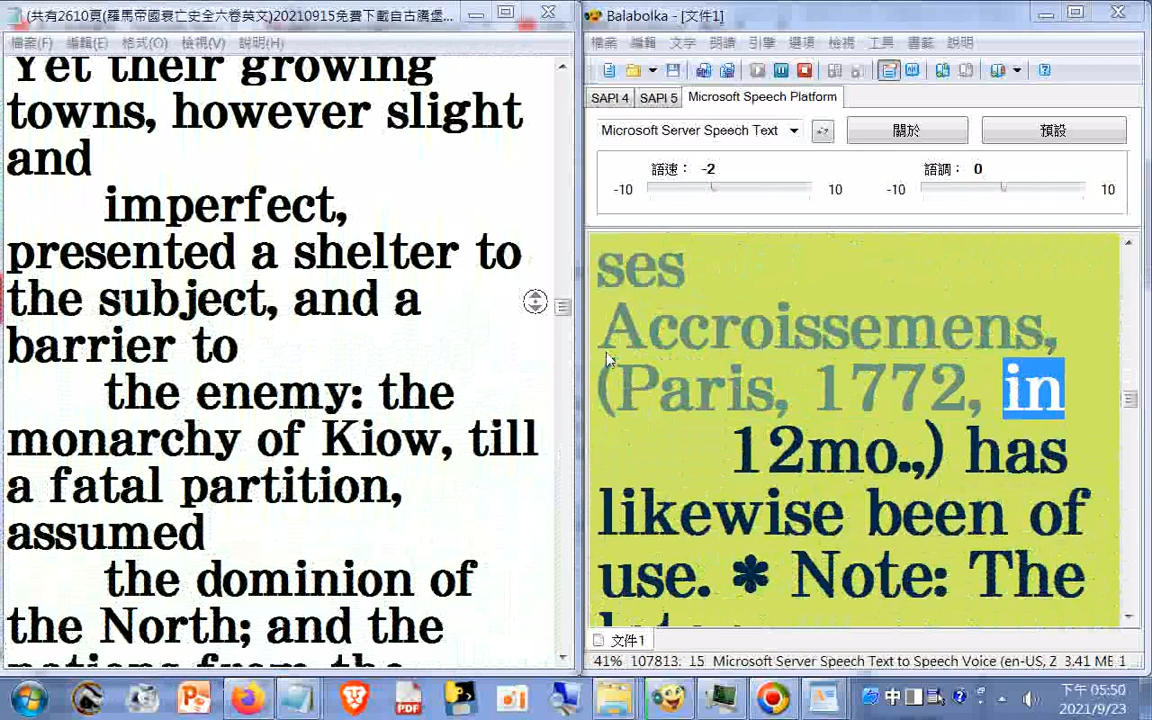 (共有2610頁(羅馬帝國衰亡史全六卷英文)20210915免費下載自古騰堡...
檔案(F) 編輯(E) 格式(O) 檢視(V) 說明(H)
Yet their growing
towns, however slight
and
imperfect,
presented a shelter to
the subject, and a
barrier to
the enemy: the
monarchy of Kiow, till
a fatal partition,
assumed
the dominion of
the North; and the
nations from the
Balabolka - [文件1]
檔案 編輯 文字 朗讀 引擎 選項 檢視 工具 書籤 說明
SAPI 4 SAPI 5 Microsoft Speech Platform
Microsoft Server Speech Text 關於 預設
語速： -2 語調： 0
-10 10 -10 10
ses
Accroissemens,
(Paris, 1772, in
12mo.,) has
likewise been of
use. * Note: The
文件1
41% 107813: 15 Microsoft Server Speech Text to Speech Voice (en-US, Z 3.41 ME 1
PDF 中 下午 05:50
2021/9/23